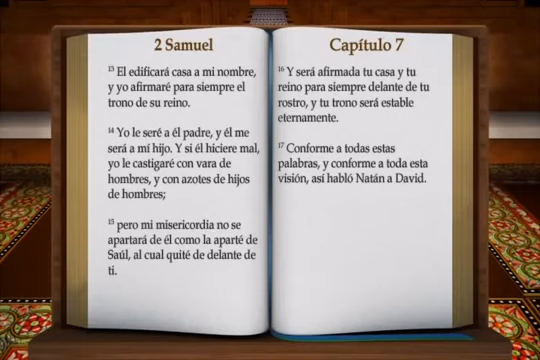 2 Samuel
13 El edificará casa a mi nombre,
y yo afirmaré para siempre el
trono de su reino.
14 Yo le seré a él padre, y él me
será a mí hijo. Y si él hiciere mal,
yo le castigaré con vara de
hombres, y con azotes de hijos
de hombres;
15 pero mi misericordia no se
apartará de él como la aparté de
Saúl, al cual quité de delante de
ti.
Capítulo 7
16 Y será afirmada tu casa y tu
reino para siempre delante de tu
rostro, y tu trono será estable
eternamente.
17 Conforme a todas estas
palabras, y conforme a toda esta
visión, así habló Natán a David.